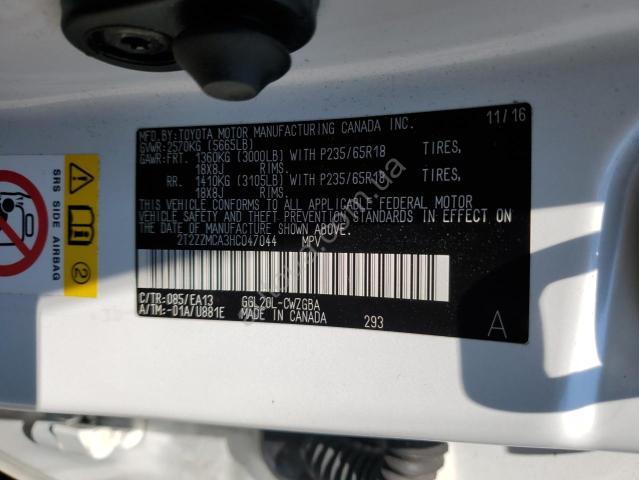 MFD.BY:TOYOTA MOTOR MANUFACTURING CANADA INC. 11/16
GVWR:2570KG (5665LB)
GAWR:FRT. 1360KG (3000LB) WITH P235/65R18 TIRES,
18X8J RIMS.
RR. 1410KG (3105LB) WITH P235/65R18 TIRES,
18X8J RIMS.
THIS VEHICLE CONFORMS TO ALL APPLICABLE FEDERAL MOTOR
VEHICLE SAFETY AND THEFT PREVENTION STANDARDS IN EFFECT ON
THE DATE OF MANUFACTURE SHOWN ABOVE.
2T2ZZMCA3HC047044 MPV
C/TR:085/EA13 GGL20L-CWZGBA
A/TM:-01A/U881E MADE IN CANADA
293 A
SRS SIDE AIRBAG
2